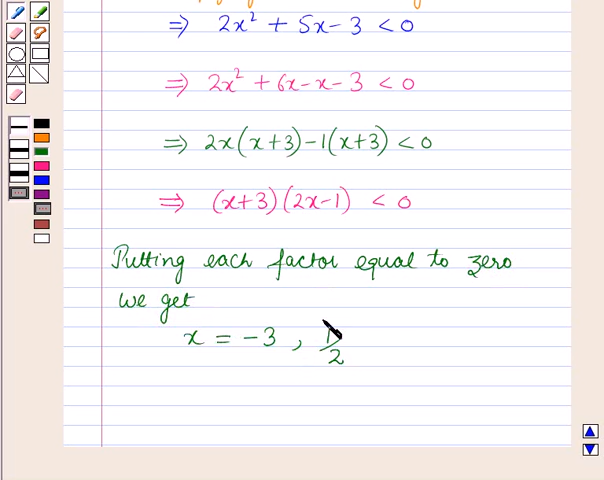 ⇒ 2x² + 5x - 3 < 0
⇒ 2x² + 6x - x - 3 < 0
⇒ 2x(x+3) - 1(x+3) < 0
⇒ (x+3)(2x-1) < 0
Putting each factor equal to zero
we get
x = -3 , 1/2